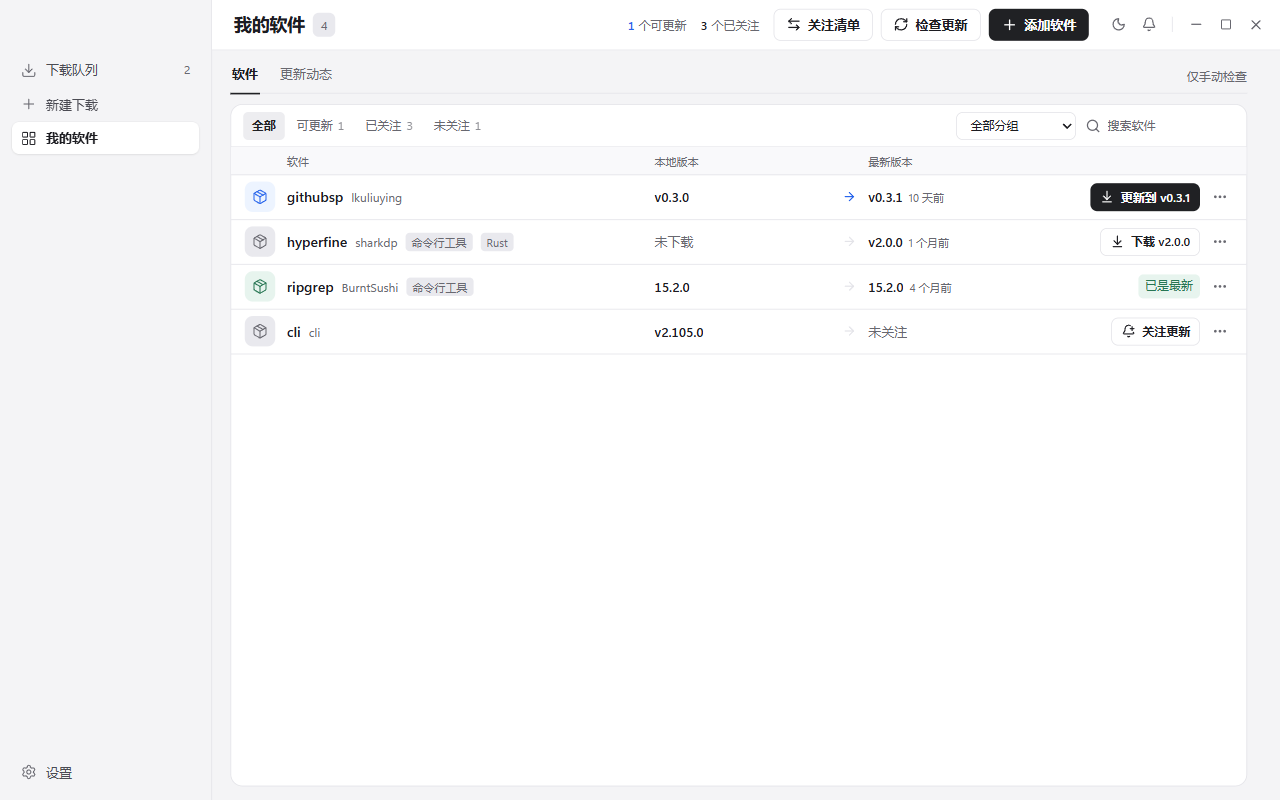 我的软件 4 1 个可更新 3 个已关注 关注清单 检查更新 添加软件
下载队列 2
新建下载
我的软件
设置
软件 更新动态 仅手动检查
全部 可更新 1 已关注 3 未关注 1 全部分组 搜索软件
软件 本地版本 最新版本
githubsp lkuliuying v0.3.0 v0.3.1 10 天前 更新到 v0.3.1
hyperfine sharkdp 命令行工具 Rust 未下载 v2.0.0 1 个月前 下载 v2.0.0
ripgrep BurntSushi 命令行工具 15.2.0 15.2.0 4 个月前 已是最新
cli cli v2.105.0 未关注 关注更新